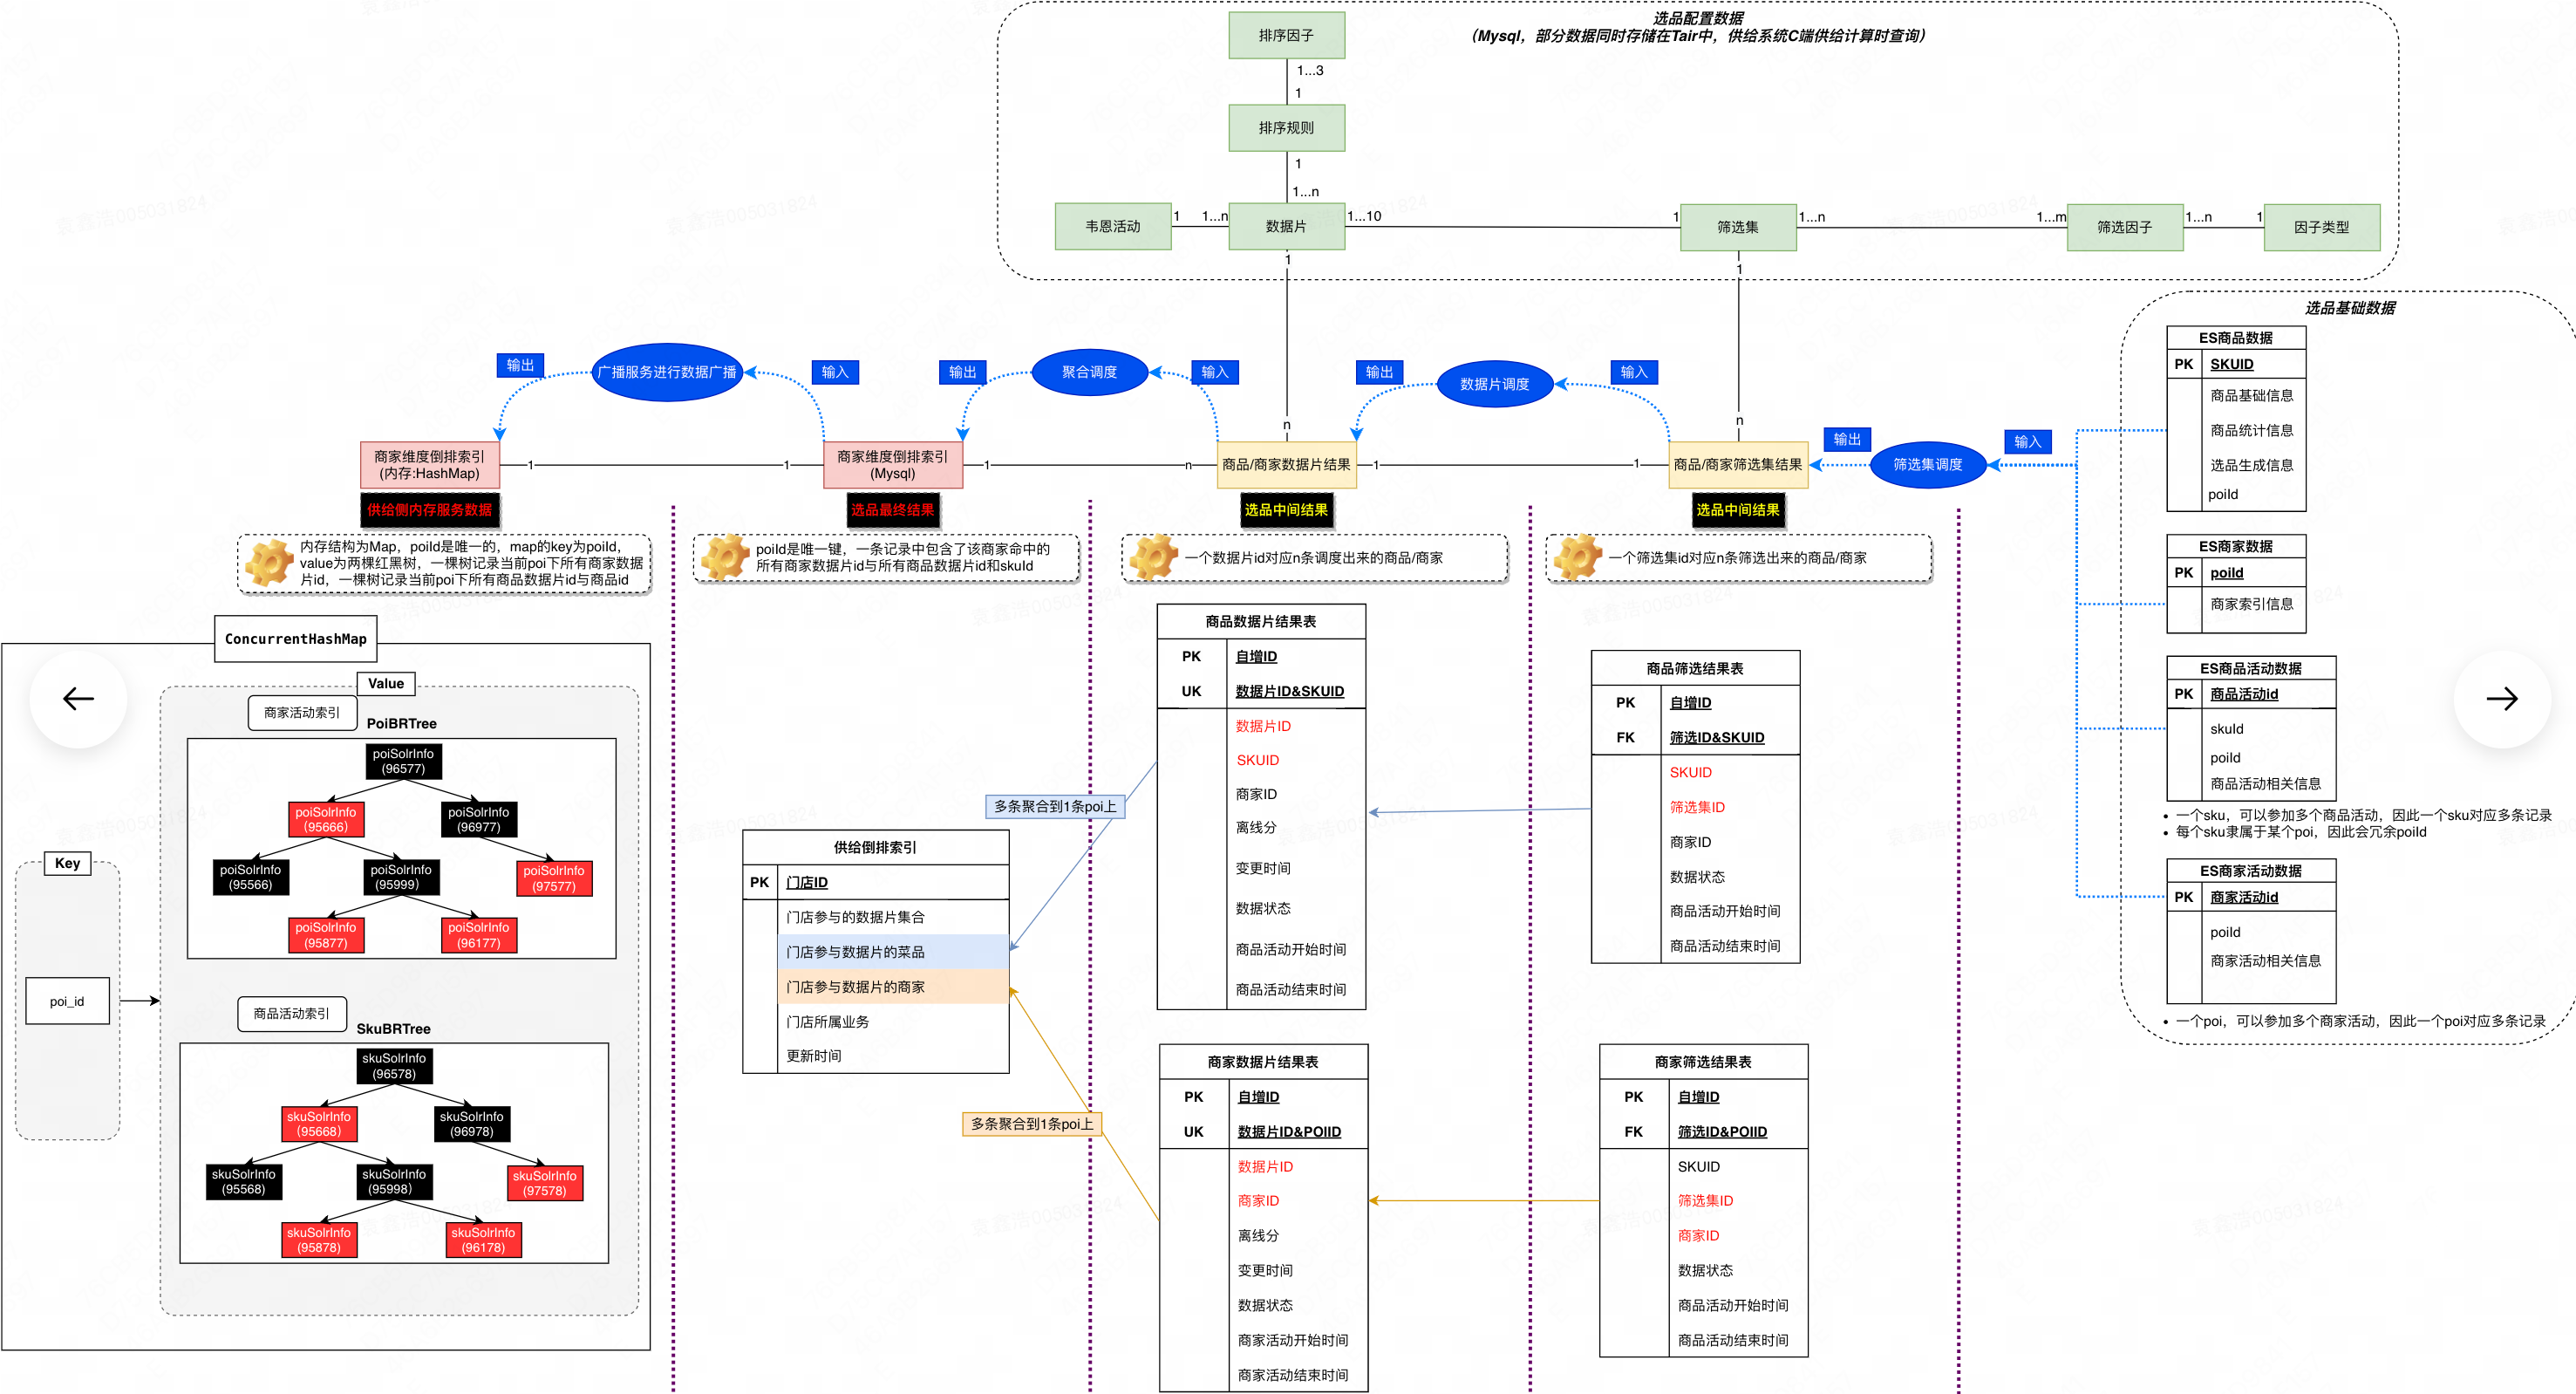 选品配置数据
（Mysql，部分数据同时存储在Tair中，供给系统C端供给计算时查询）
排序因子
1...3
1
排序规则
1
1...n
韦恩活动
1
1...n
数据片
1...10
1
筛选集
1...n
1...m
筛选因子
1...n
1
因子类型
1
1
n
n
输出
广播服务进行数据广播
输入
输出
聚合调度
输入
输出
数据片调度
输入
输出
筛选集调度
输入
商家维度倒排索引
(内存:HashMap)
1
1
商家维度倒排索引
(Mysql)
1
n
商品/商家数据片结果
1
1
商品/商家筛选集结果
供给侧内存服务数据
选品最终结果
选品中间结果
选品中间结果
内存结构为Map，poiId是唯一的，map的key为poiId，
value为两棵红黑树，一棵树记录当前poi下所有商家数据
片id，一棵树记录当前poi下所有商品数据片id与商品id
poiId是唯一键，一条记录中包含了该商家命中的
所有商家数据片id与所有商品数据片id和skuId
一个数据片id对应n条调度出来的商品/商家
一个筛选集id对应n条筛选出来的商品/商家
ConcurrentHashMap
Key
poi_id
Value
商家活动索引
PoiBRTree
poiSolrInfo
(96577)
poiSolrInfo
(95666)
poiSolrInfo
(96977)
poiSolrInfo
(95566)
poiSolrInfo
(95999)
poiSolrInfo
(97577)
poiSolrInfo
(95877)
poiSolrInfo
(96177)
商品活动索引
SkuBRTree
skuSolrInfo
(96578)
skuSolrInfo
(95668)
skuSolrInfo
(96978)
skuSolrInfo
(95568)
skuSolrInfo
(95998)
skuSolrInfo
(97578)
skuSolrInfo
(95878)
skuSolrInfo
(96178)
供给倒排索引
PK 门店ID
门店参与的数据片集合
门店参与数据片的菜品
门店参与数据片的商家
门店所属业务
更新时间
多条聚合到1条poi上
多条聚合到1条poi上
商品数据片结果表
PK 自增ID
UK 数据片ID&SKUID
数据片ID
SKUID
商家ID
离线分
变更时间
数据状态
商品活动开始时间
商品活动结束时间
商家数据片结果表
PK 自增ID
UK 数据片ID&POIID
数据片ID
商家ID
离线分
变更时间
数据状态
商家活动开始时间
商家活动结束时间
商品筛选结果表
PK 自增ID
FK 筛选ID&SKUID
SKUID
筛选集ID
商家ID
数据状态
商品活动开始时间
商品活动结束时间
商家筛选结果表
PK 自增ID
FK 筛选ID&POIID
SKUID
筛选集ID
商家ID
数据状态
商品活动开始时间
商品活动结束时间
选品基础数据
ES商品数据
PK SKUID
商品基础信息
商品统计信息
选品生成信息
poiId
ES商家数据
PK poiId
商家索引信息
ES商品活动数据
PK 商品活动id
skuId
poiId
商品活动相关信息
• 一个sku，可以参加多个商品活动，因此一个sku对应多条记录
• 每个sku隶属于某个poi，因此会冗余poiId
ES商家活动数据
PK 商家活动id
poiId
商家活动相关信息
• 一个poi，可以参加多个商家活动，因此一个poi对应多条记录
袁鑫浩005031824